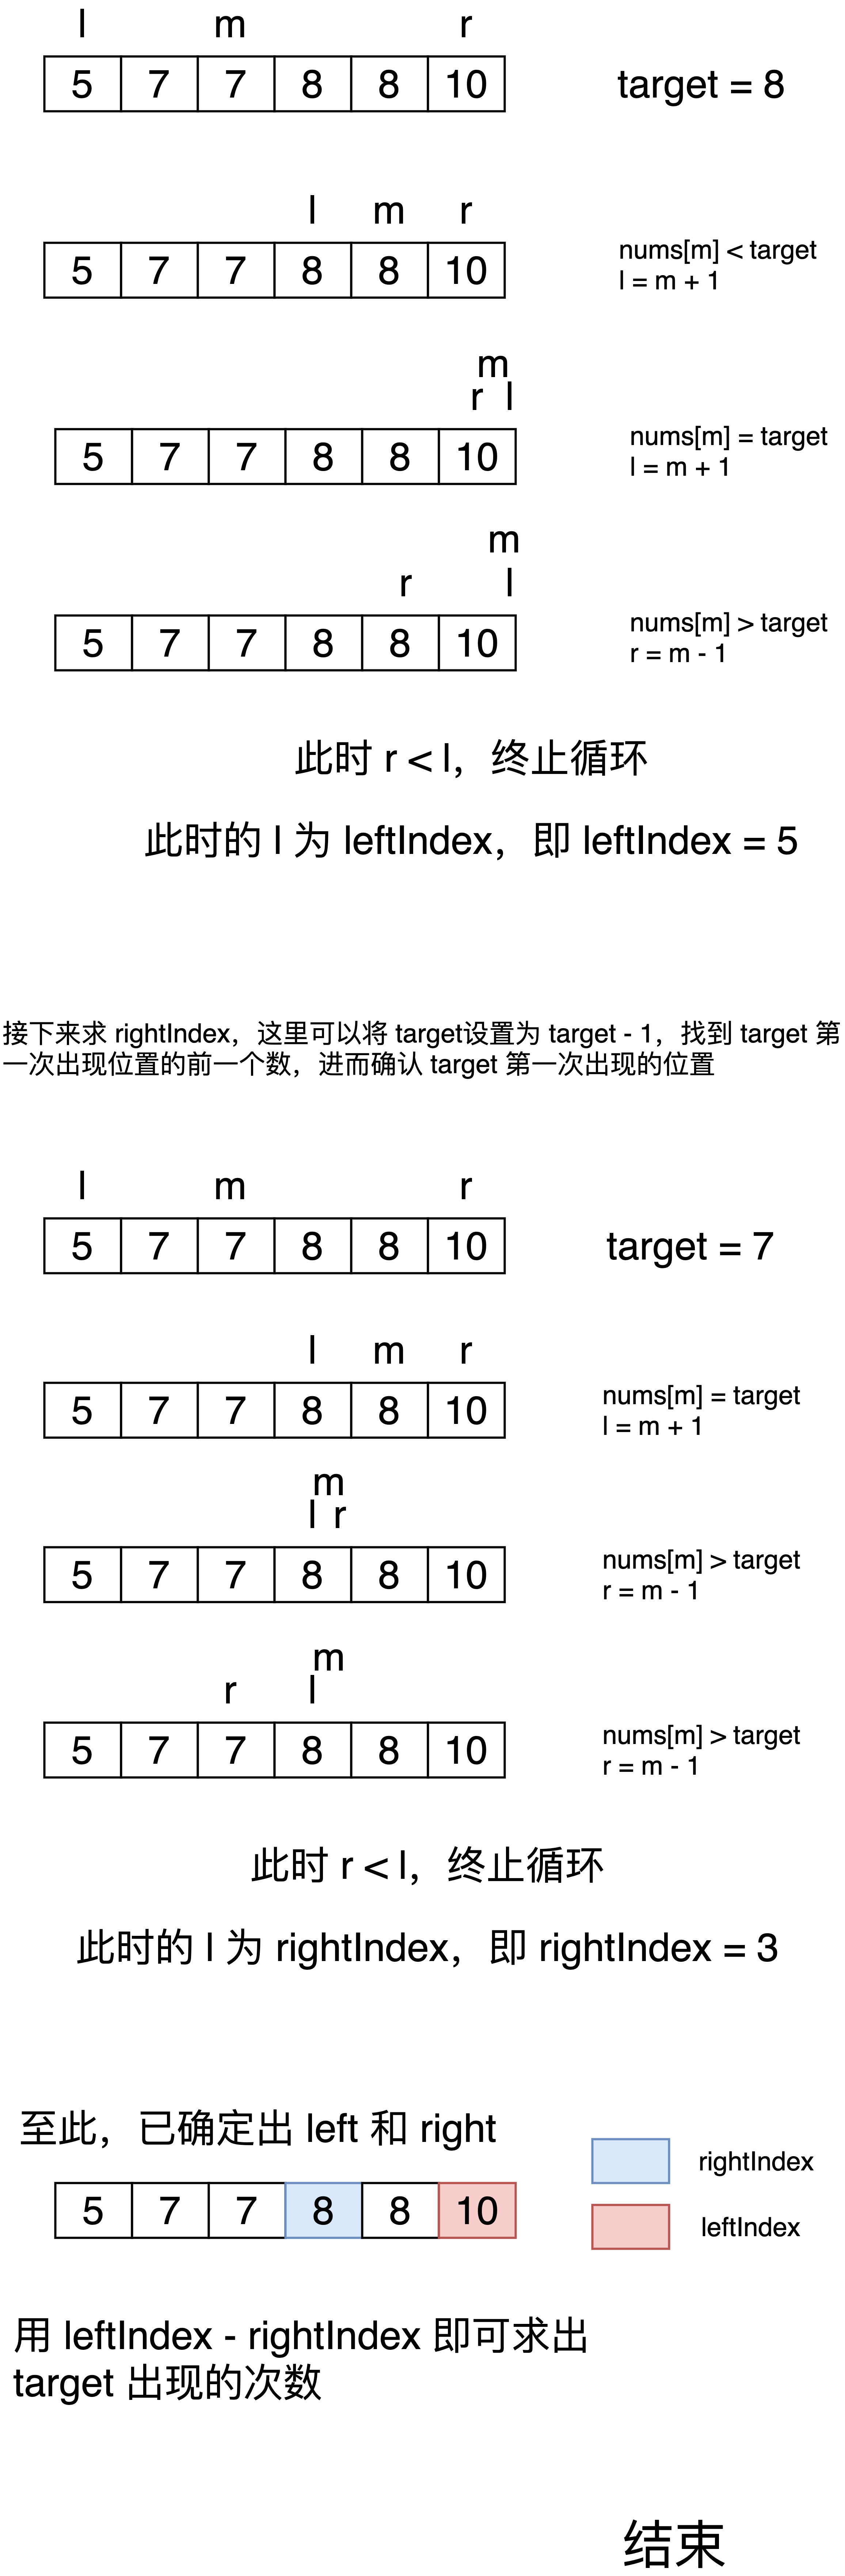 l m r
5 7 7 8 8 10 target = 8
l m r
5 7 7 8 8 10
nums[m] < target
l = m + 1
m
r l
5 7 7 8 8 10
nums[m] = target
l = m + 1
m
r l
5 7 7 8 8 10
nums[m] > target
r = m - 1
此时 r < l，终止循环
此时的 l 为 leftIndex，即 leftIndex = 5
接下来求 rightIndex，这里可以将 target设置为 target - 1，找到 target 第
一次出现位置的前一个数，进而确认 target 第一次出现的位置
l m r
5 7 7 8 8 10 target = 7
l m r
5 7 7 8 8 10
nums[m] = target
l = m + 1
m
l r
5 7 7 8 8 10
nums[m] > target
r = m - 1
m
r l
5 7 7 8 8 10
nums[m] > target
r = m - 1
此时 r < l，终止循环
此时的 l 为 rightIndex，即 rightIndex = 3
至此，已确定出 left 和 right
5 7 7 8 8 10
rightIndex
leftIndex
用 leftIndex - rightIndex 即可求出
target 出现的次数
结束